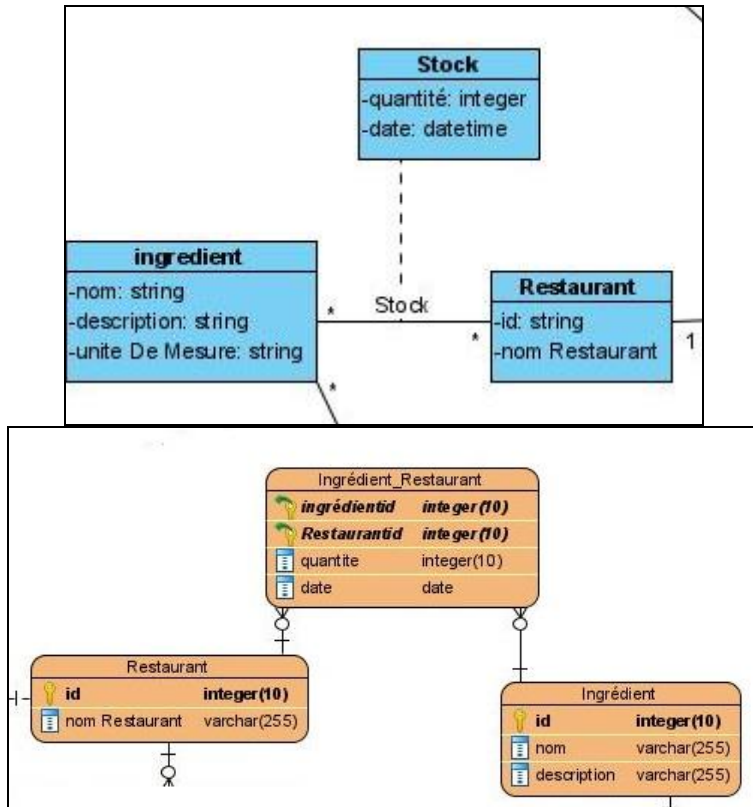 Stock
-quantité: integer
-date: datetime
ingredient
-nom: string
-description: string
-unite De Mesure: string
*
Stock
*
Restaurant
-id: string
-nom Restaurant
1
*
Ingrédient_Restaurant
ingrédientid integer(10)
Restaurantid integer(10)
quantite integer(10)
date date
Restaurant
id integer(10)
nom Restaurant varchar(255)
Ingrédient
id integer(10)
nom varchar(255)
description varchar(255)